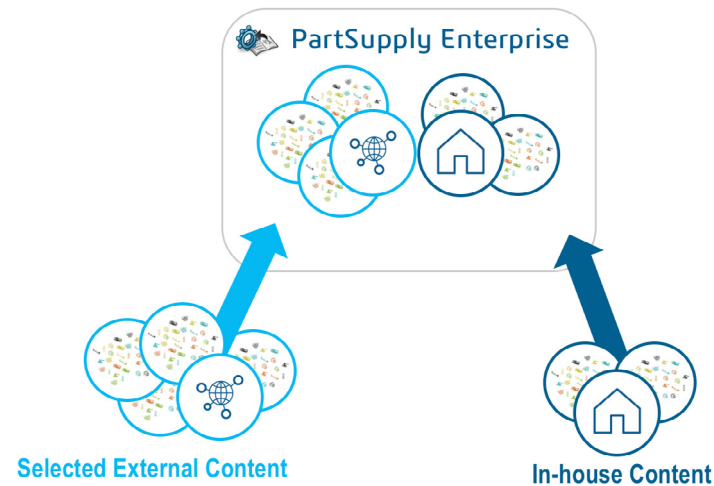 PartSupply Enterprise
Selected External Content
In-house Content